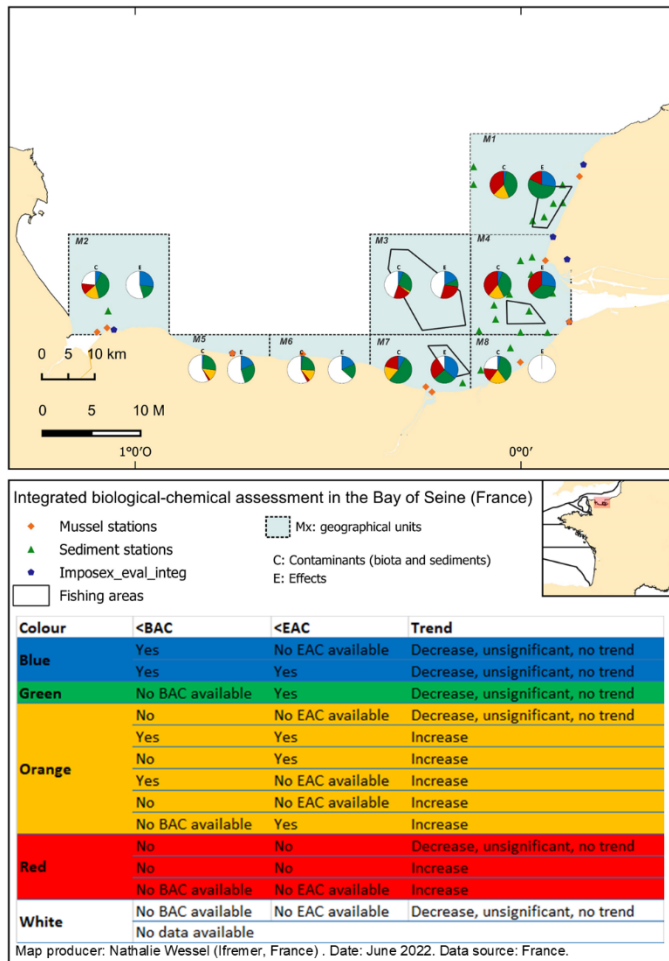 M1
C E
M2
C E
M3
C E
M4
C E
M5
C E
M6
C E
M7
C E
M8
C E
0 5 10 km
0 5 10 M
1°0′
0°0′
Integrated biological-chemical assessment in the Bay of Seine (France)
Mussel stations
Sediment stations
Imposex_eval_integ
Fishing areas
Mx: geographical units
C: Contaminants (biota and sediments)
E: Effects
Colour <BAC <EAC Trend
Blue
Yes No EAC available Decrease, unsignificant, no trend
Yes Yes Decrease, unsignificant, no trend
Green No BAC available Yes Decrease, unsignificant, no trend
Orange
No No EAC available Decrease, unsignificant, no trend
Yes Yes Increase
No Yes Increase
Yes No EAC available Increase
No No EAC available Increase
No BAC available Yes Increase
Red
No No Decrease, unsignificant, no trend
No No Increase
No BAC available No EAC available Increase
White
No BAC available No EAC available Decrease, unsignificant, no trend
No data available
Map producer: Nathalie Wessel (Ifremer, France) . Date: June 2022. Data source: France.